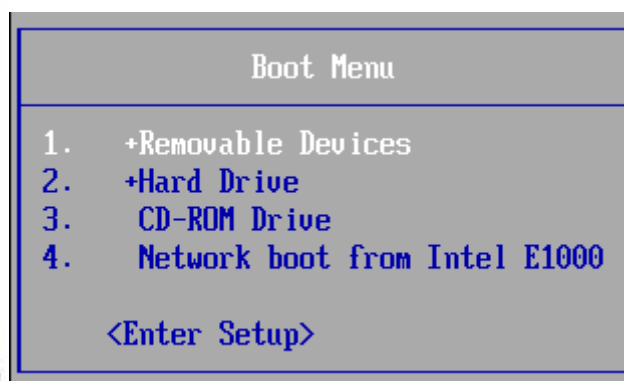 Boot Menu
1. +Removable Devices
2. +Hard Drive
3. CD-ROM Drive
4. Network boot from Intel E1000
<Enter Setup>